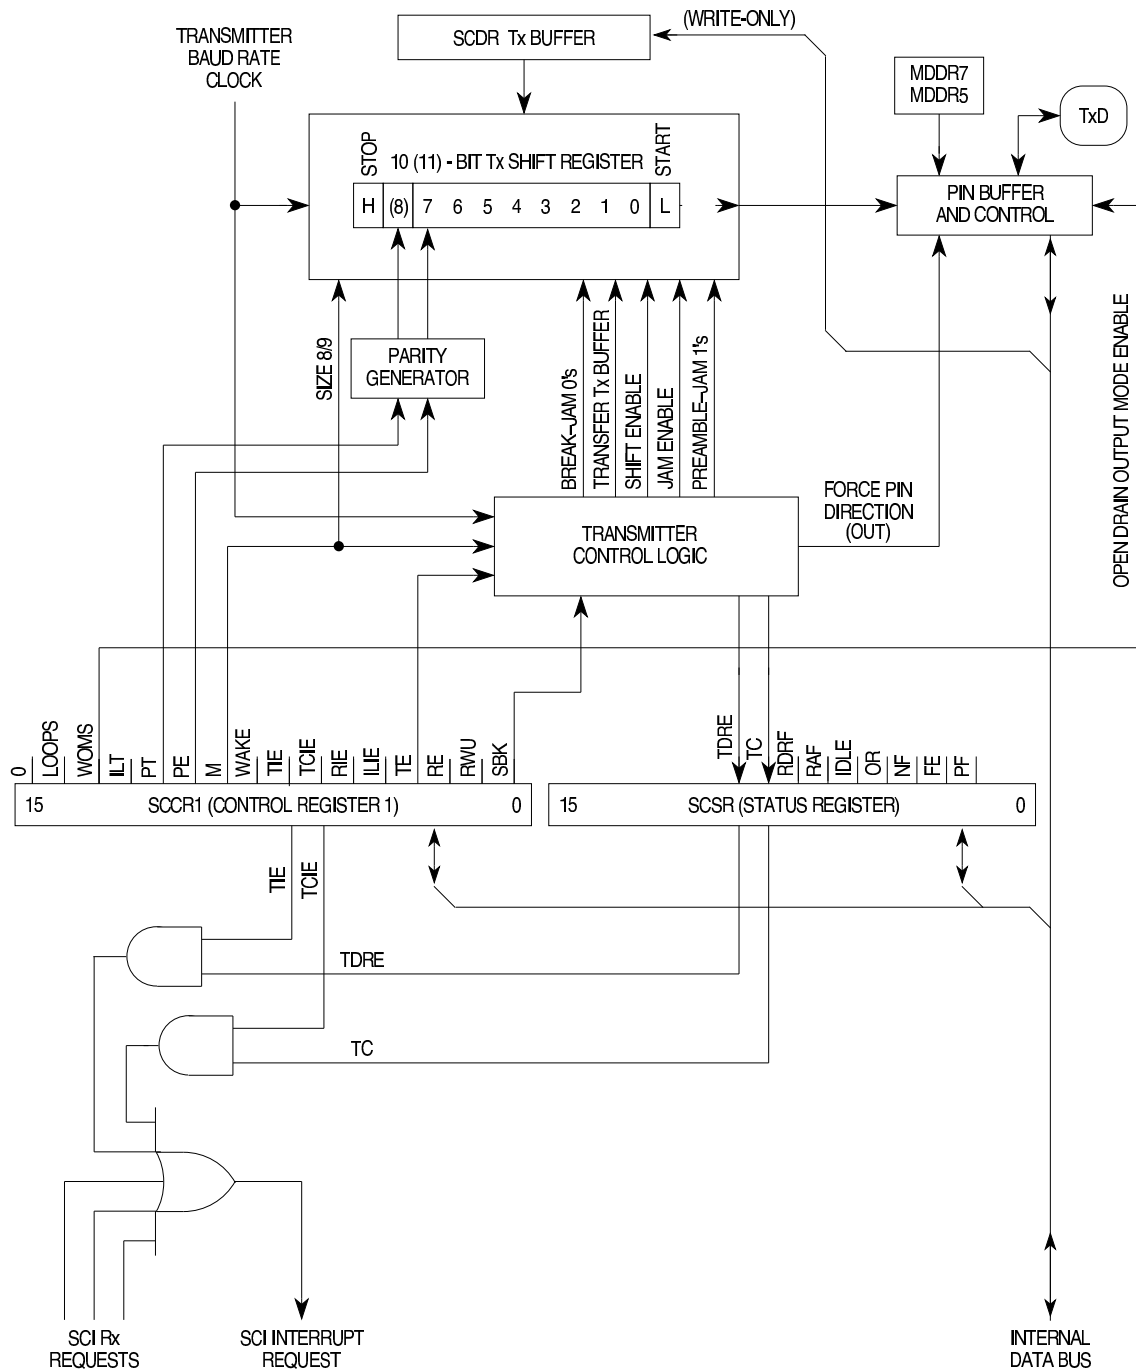 TRANSMITTER
BAUD RATE
CLOCK
SCDR Tx BUFFER
(WRITE-ONLY)
MDDR7
MDDR5
TxD
STOP
10 (11) - BIT Tx SHIFT REGISTER
START
H (8) 7 6 5 4 3 2 1 0 L
PIN BUFFER
AND CONTROL
SIZE 8/9
PARITY
GENERATOR
BREAK–JAM 0's
TRANSFER Tx BUFFER
SHIFT ENABLE
JAM ENABLE
PREAMBLE–JAM 1's
OPEN DRAIN OUTPUT MODE ENABLE
FORCE PIN
DIRECTION
(OUT)
TRANSMITTER
CONTROL LOGIC
0
LOOPS
WOMS
ILT
PT
PE
M
WAKE
TIE
TCIE
RIE
ILIE
TE
RE
RWU
SBK
TDRE
TC
RDRF
RAF
IDLE
OR
NF
FE
PF
15 SCCR1 (CONTROL REGISTER 1) 0
15 SCSR (STATUS REGISTER) 0
TIE
TCIE
TDRE
TC
SCI Rx
REQUESTS
SCI INTERRUPT
REQUEST
INTERNAL
DATA BUS